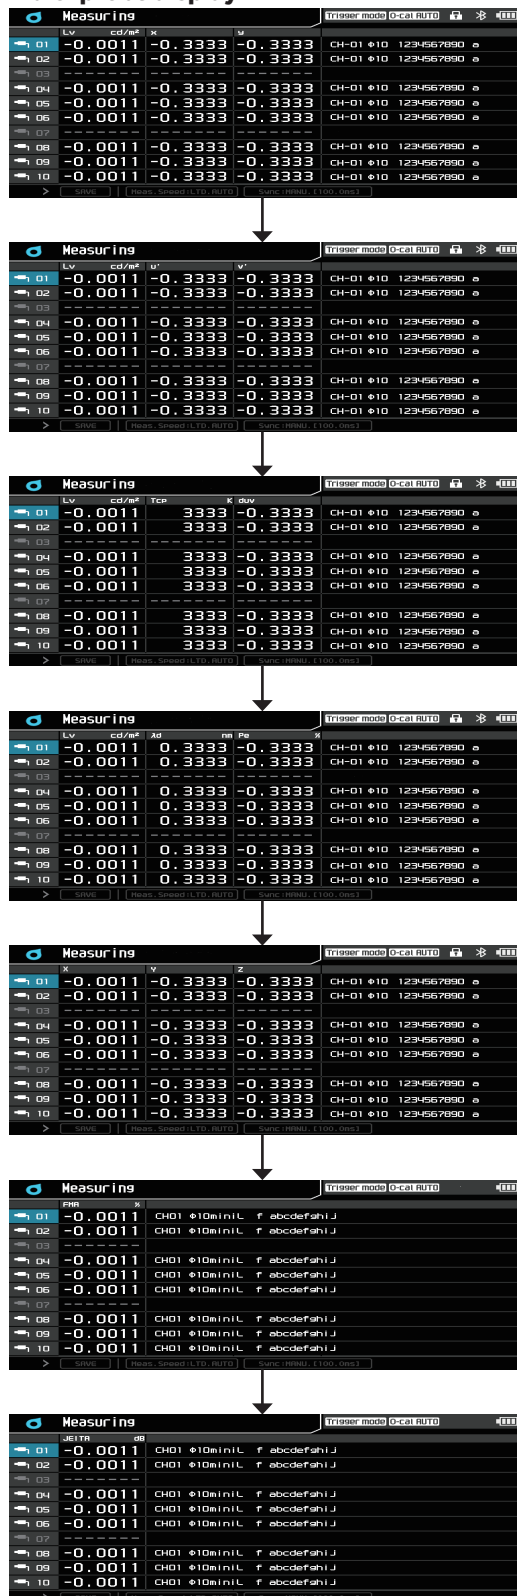 Measuring Trigger mode 0-cal AUTO
Lv cd/m² x y
01 -0.0011 -0.3333 -0.3333 CH-01 Φ10 1234567890 a
02 -0.0011 -0.3333 -0.3333 CH-01 Φ10 1234567890 a
03 ------- ------- -------
04 -0.0011 -0.3333 -0.3333 CH-01 Φ10 1234567890 a
05 -0.0011 -0.3333 -0.3333 CH-01 Φ10 1234567890 a
06 -0.0011 -0.3333 -0.3333 CH-01 Φ10 1234567890 a
07 ------- ------- -------
08 -0.0011 -0.3333 -0.3333 CH-01 Φ10 1234567890 a
09 -0.0011 -0.3333 -0.3333 CH-01 Φ10 1234567890 a
10 -0.0011 -0.3333 -0.3333 CH-01 Φ10 1234567890 a
> SAVE Meas.Speed:LTD.AUTO Sync:MANU.[100.0ms]
Measuring Trigger mode 0-cal AUTO
Lv cd/m² u' v'
01 -0.0011 -0.3333 -0.3333 CH-01 Φ10 1234567890 a
02 -0.0011 -0.3333 -0.3333 CH-01 Φ10 1234567890 a
03 ------- ------- -------
04 -0.0011 -0.3333 -0.3333 CH-01 Φ10 1234567890 a
05 -0.0011 -0.3333 -0.3333 CH-01 Φ10 1234567890 a
06 -0.0011 -0.3333 -0.3333 CH-01 Φ10 1234567890 a
07 ------- ------- -------
08 -0.0011 -0.3333 -0.3333 CH-01 Φ10 1234567890 a
09 -0.0011 -0.3333 -0.3333 CH-01 Φ10 1234567890 a
10 -0.0011 -0.3333 -0.3333 CH-01 Φ10 1234567890 a
> SAVE Meas.Speed:LTD.AUTO Sync:MANU.[100.0ms]
Measuring Trigger mode 0-cal AUTO
Lv cd/m² Tcp K duv
01 -0.0011 3333 -0.3333 CH-01 Φ10 1234567890 a
02 -0.0011 3333 -0.3333 CH-01 Φ10 1234567890 a
03 ------- ------- -------
04 -0.0011 3333 -0.3333 CH-01 Φ10 1234567890 a
05 -0.0011 3333 -0.3333 CH-01 Φ10 1234567890 a
06 -0.0011 3333 -0.3333 CH-01 Φ10 1234567890 a
07 ------- ------- -------
08 -0.0011 3333 -0.3333 CH-01 Φ10 1234567890 a
09 -0.0011 3333 -0.3333 CH-01 Φ10 1234567890 a
10 -0.0011 3333 -0.3333 CH-01 Φ10 1234567890 a
> SAVE Meas.Speed:LTD.AUTO Sync:MANU.[100.0ms]
Measuring Trigger mode 0-cal AUTO
Lv cd/m² λd nm Pe %
01 -0.0011 0.3333 -0.3333 CH-01 Φ10 1234567890 a
02 -0.0011 0.3333 -0.3333 CH-01 Φ10 1234567890 a
03 ------- ------- -------
04 -0.0011 0.3333 -0.3333 CH-01 Φ10 1234567890 a
05 -0.0011 0.3333 -0.3333 CH-01 Φ10 1234567890 a
06 -0.0011 0.3333 -0.3333 CH-01 Φ10 1234567890 a
07 ------- ------- -------
08 -0.0011 0.3333 -0.3333 CH-01 Φ10 1234567890 a
09 -0.0011 0.3333 -0.3333 CH-01 Φ10 1234567890 a
10 -0.0011 0.3333 -0.3333 CH-01 Φ10 1234567890 a
> SAVE Meas.Speed:LTD.AUTO Sync:MANU.[100.0ms]
Measuring Trigger mode 0-cal AUTO
X Y Z
01 -0.0011 -0.3333 -0.3333 CH-01 Φ10 1234567890 a
02 -0.0011 -0.3333 -0.3333 CH-01 Φ10 1234567890 a
03 ------- ------- -------
04 -0.0011 -0.3333 -0.3333 CH-01 Φ10 1234567890 a
05 -0.0011 -0.3333 -0.3333 CH-01 Φ10 1234567890 a
06 -0.0011 -0.3333 -0.3333 CH-01 Φ10 1234567890 a
07 ------- ------- -------
08 -0.0011 -0.3333 -0.3333 CH-01 Φ10 1234567890 a
09 -0.0011 -0.3333 -0.3333 CH-01 Φ10 1234567890 a
10 -0.0011 -0.3333 -0.3333 CH-01 Φ10 1234567890 a
> SAVE Meas.Speed:LTD.AUTO Sync:MANU.[100.0ms]
Measuring Trigger mode 0-cal AUTO
FMA %
01 -0.0011 CH01 Φ10miniL f abcdefghij
02 -0.0011 CH01 Φ10miniL f abcdefghij
03 -------
04 -0.0011 CH01 Φ10miniL f abcdefghij
05 -0.0011 CH01 Φ10miniL f abcdefghij
06 -0.0011 CH01 Φ10miniL f abcdefghij
07 -------
08 -0.0011 CH01 Φ10miniL f abcdefghij
09 -0.0011 CH01 Φ10miniL f abcdefghij
10 -0.0011 CH01 Φ10miniL f abcdefghij
> SAVE Meas.Speed:LTD.AUTO Sync:MANU.[100.0ms]
Measuring Trigger mode 0-cal AUTO
JEITA dB
01 -0.0011 CH01 Φ10miniL f abcdefghij
02 -0.0011 CH01 Φ10miniL f abcdefghij
03 -------
04 -0.0011 CH01 Φ10miniL f abcdefghij
05 -0.0011 CH01 Φ10miniL f abcdefghij
06 -0.0011 CH01 Φ10miniL f abcdefghij
07 -------
08 -0.0011 CH01 Φ10miniL f abcdefghij
09 -0.0011 CH01 Φ10miniL f abcdefghij
10 -0.0011 CH01 Φ10miniL f abcdefghij